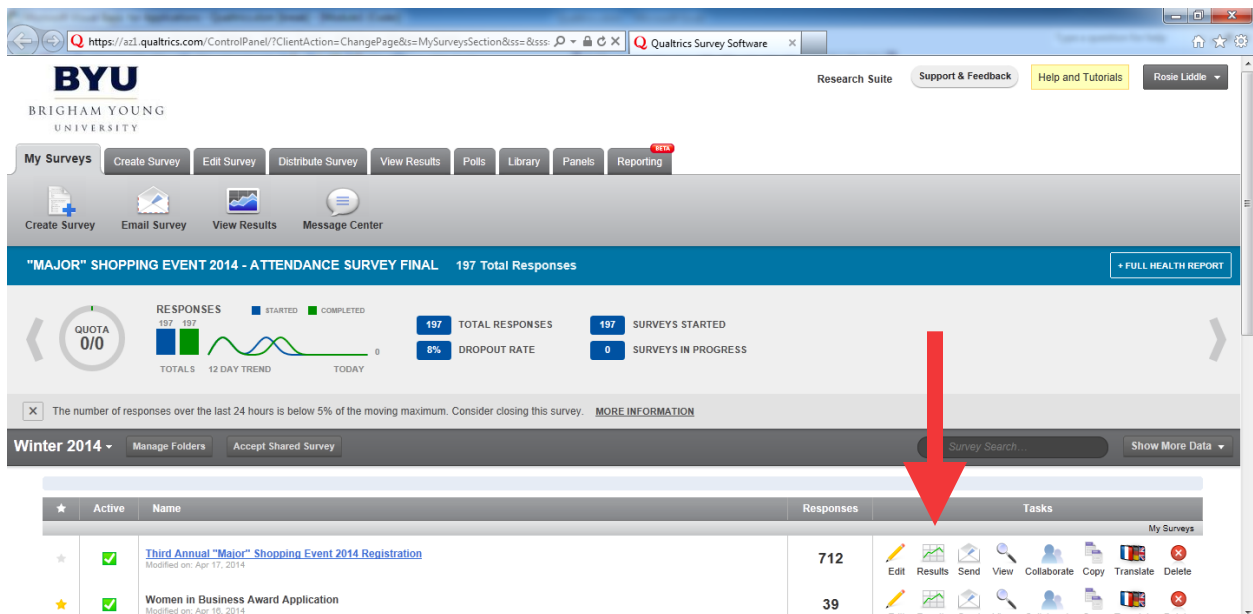 https://az1.qualtrics.com/ControlPanel/?ClientAction=ChangePage&s=MySurveysSection&ss=&sss: Qualtrics Survey Software
BYU
BRIGHAM YOUNG
UNIVERSITY
Research Suite Support & Feedback Help and Tutorials Rosie Liddle
My Surveys Create Survey Edit Survey Distribute Survey View Results Polls Library Panels Reporting BETA
Create Survey Email Survey View Results Message Center
"MAJOR" SHOPPING EVENT 2014 - ATTENDANCE SURVEY FINAL 197 Total Responses + FULL HEALTH REPORT
QUOTA
0/0
RESPONSES STARTED COMPLETED
197 197
0
TOTALS 12 DAY TREND TODAY
197 TOTAL RESPONSES 197 SURVEYS STARTED
8% DROPOUT RATE 0 SURVEYS IN PROGRESS
The number of responses over the last 24 hours is below 5% of the moving maximum. Consider closing this survey. MORE INFORMATION
Winter 2014 Manage Folders Accept Shared Survey Survey Search... Show More Data
Active Name Responses Tasks
My Surveys
Third Annual "Major" Shopping Event 2014 Registration
Modified on: Apr 17, 2014
712
Edit Results Send View Collaborate Copy Translate Delete
Women in Business Award Application
Modified on: Apr 16, 2014
39